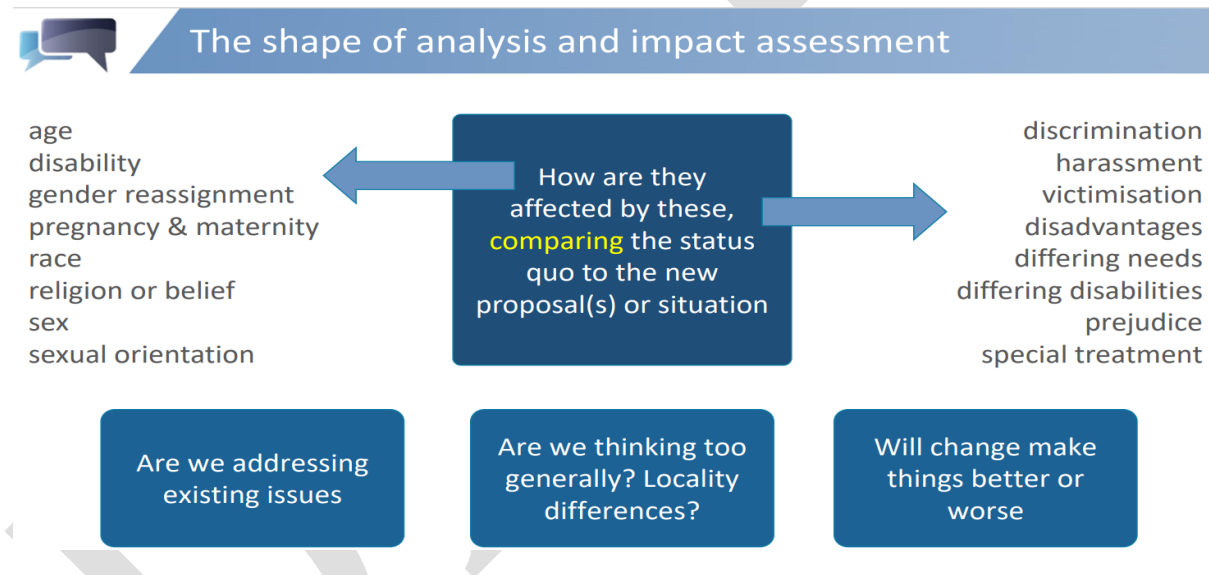 The shape of analysis and impact assessment
age
disability
gender reassignment
pregnancy & maternity
race
religion or belief
sex
sexual orientation
How are they
affected by these,
comparing the status
quo to the new
proposal(s) or situation
discrimination
harassment
victimisation
disadvantages
differing needs
differing disabilities
prejudice
special treatment
Are we addressing
existing issues
Are we thinking too
generally? Locality
differences?
Will change make
things better or
worse